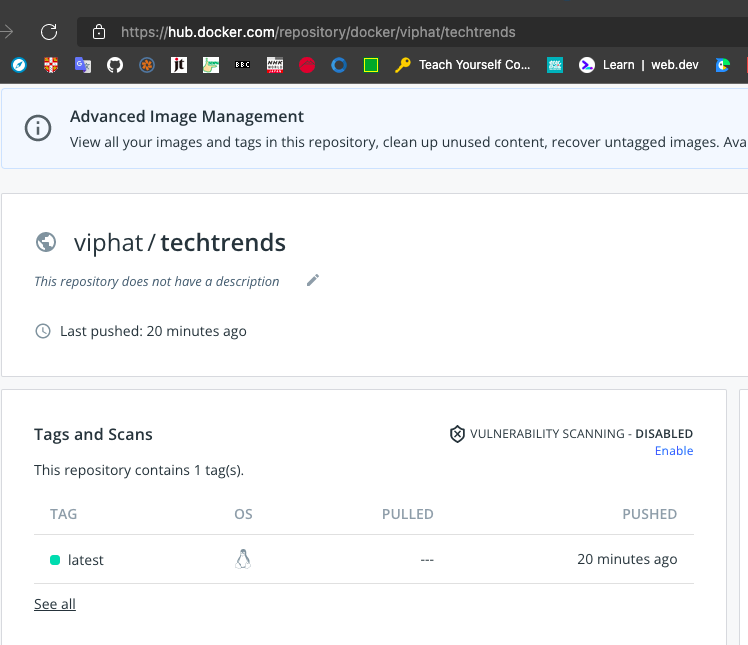 https://hub.docker.com/repository/docker/viphat/techtrends
jt
BBC
Teach Yourself Co...
Learn | web.dev
Advanced Image Management
View all your images and tags in this repository, clean up unused content, recover untagged images. Ava
viphat / techtrends
This repository does not have a description
Last pushed: 20 minutes ago
Tags and Scans
VULNERABILITY SCANNING - DISABLED
Enable
This repository contains 1 tag(s).
TAG OS PULLED PUSHED
latest --- 20 minutes ago
See all